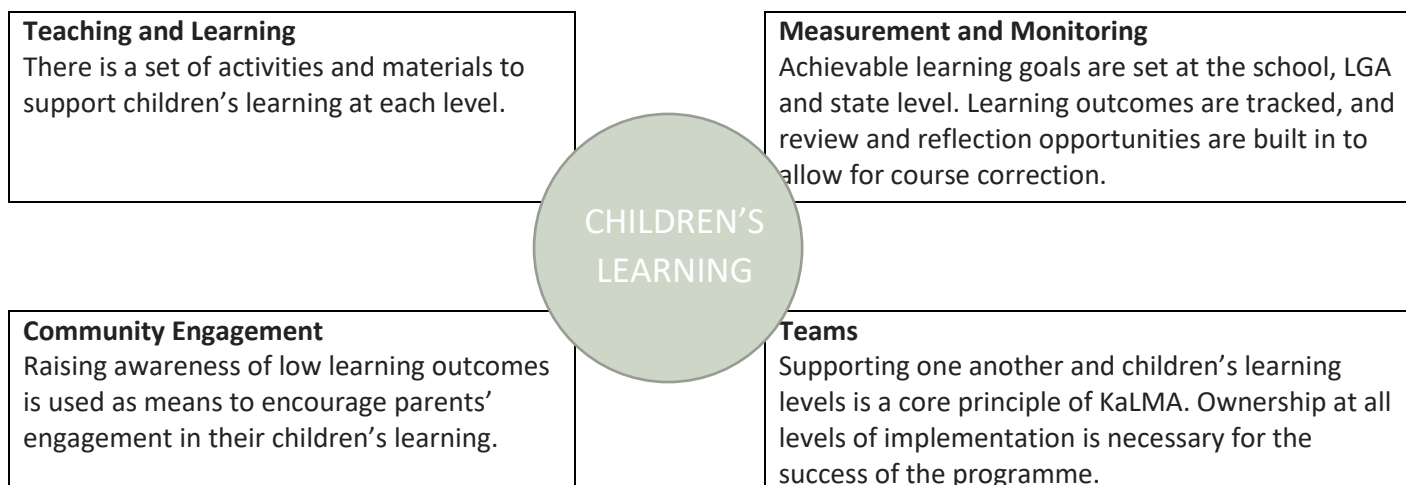 Teaching and Learning
There is a set of activities and materials to
support children’s learning at each level.
Measurement and Monitoring
Achievable learning goals are set at the school, LGA
and state level. Learning outcomes are tracked, and
review and reflection opportunities are built in to
allow for course correction.
CHILDREN’S
LEARNING
Community Engagement
Raising awareness of low learning outcomes
is used as means to encourage parents’
engagement in their children’s learning.
Teams
Supporting one another and children’s learning
levels is a core principle of KaLMA. Ownership at all
levels of implementation is necessary for the
success of the programme.